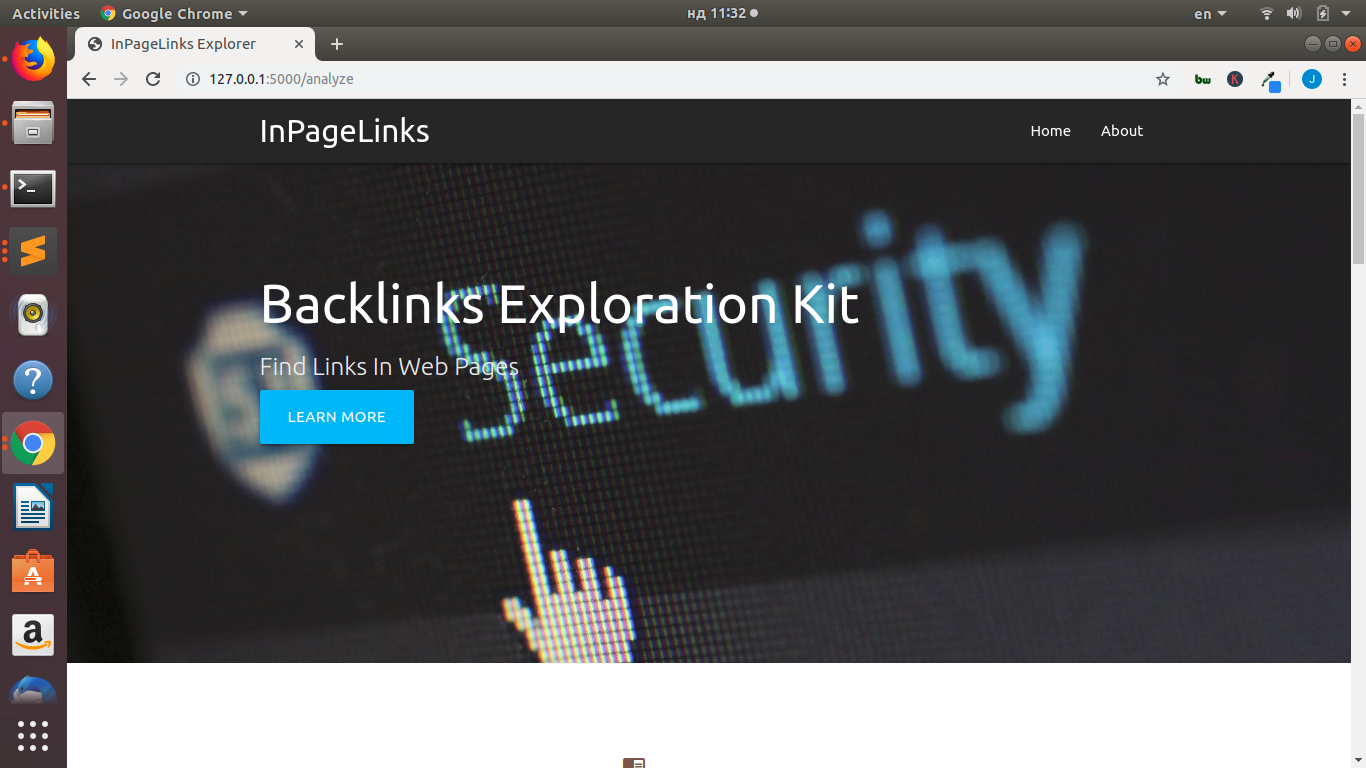 Activities
Google Chrome
нд 11:32
en
InPageLinks Explorer
127.0.0.1:5000/analyze
bw
K
J
InPageLinks
Home
About
Security
Backlinks Exploration Kit
Find Links In Web Pages
LEARN MORE